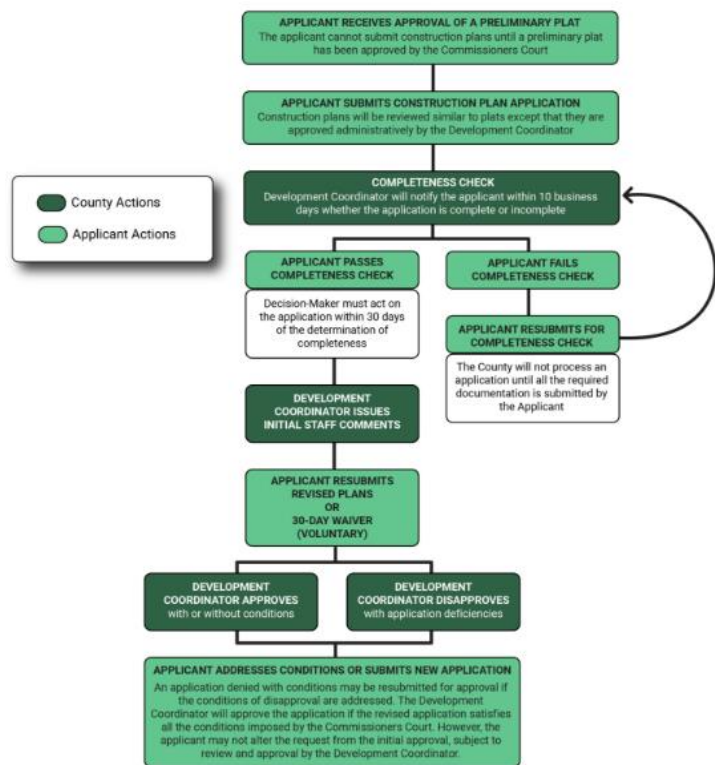 APPLICANT RECEIVES APPROVAL OF A PRELIMINARY PLAT
The applicant cannot submit construction plans until a preliminary plat
has been approved by the Commissioners Court
APPLICANT SUBMITS CONSTRUCTION PLAN APPLICATION
Construction plans will be reviewed similar to plats except that they are
approved administratively by the Development Coordinator
COMPLETENESS CHECK
Development Coordinator will notify the applicant within 10 business
days whether the application is complete or incomplete
County Actions
Applicant Actions
APPLICANT PASSES
COMPLETENESS CHECK
Decision-Maker must act on
the application within 30 days
of the determination of
completeness
APPLICANT FAILS
COMPLETENESS CHECK
APPLICANT RESUBMITS FOR
COMPLETENESS CHECK
The County will not process an
application until all the required
documentation is submitted by
the Applicant
DEVELOPMENT
COORDINATOR ISSUES
INITIAL STAFF COMMENTS
APPLICANT RESUBMITS
REVISED PLANS
OR
30-DAY WAIVER
(VOLUNTARY)
DEVELOPMENT
COORDINATOR APPROVES
with or without conditions
DEVELOPMENT
COORDINATOR DISAPPROVES
with application deficiencies
APPLICANT ADDRESSES CONDITIONS OR SUBMITS NEW APPLICATION
An application denied with conditions may be resubmitted for approval if
the conditions of disapproval are addressed. The Development
Coordinator will approve the application if the revised application satisfies
all the conditions imposed by the Commissioners Court. However, the
applicant may not alter the request from the initial approval, subject to
review and approval by the Development Coordinator.